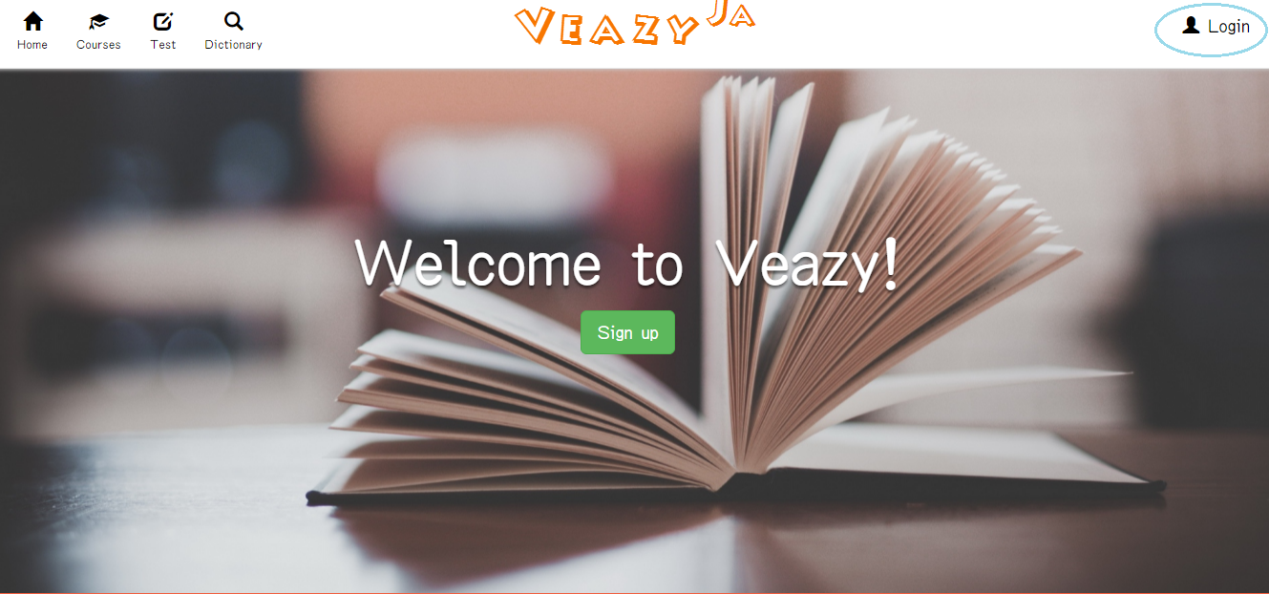 Home Courses Test Dictionary
VEAZY JA
Login
Welcome to Veazy!
Sign up